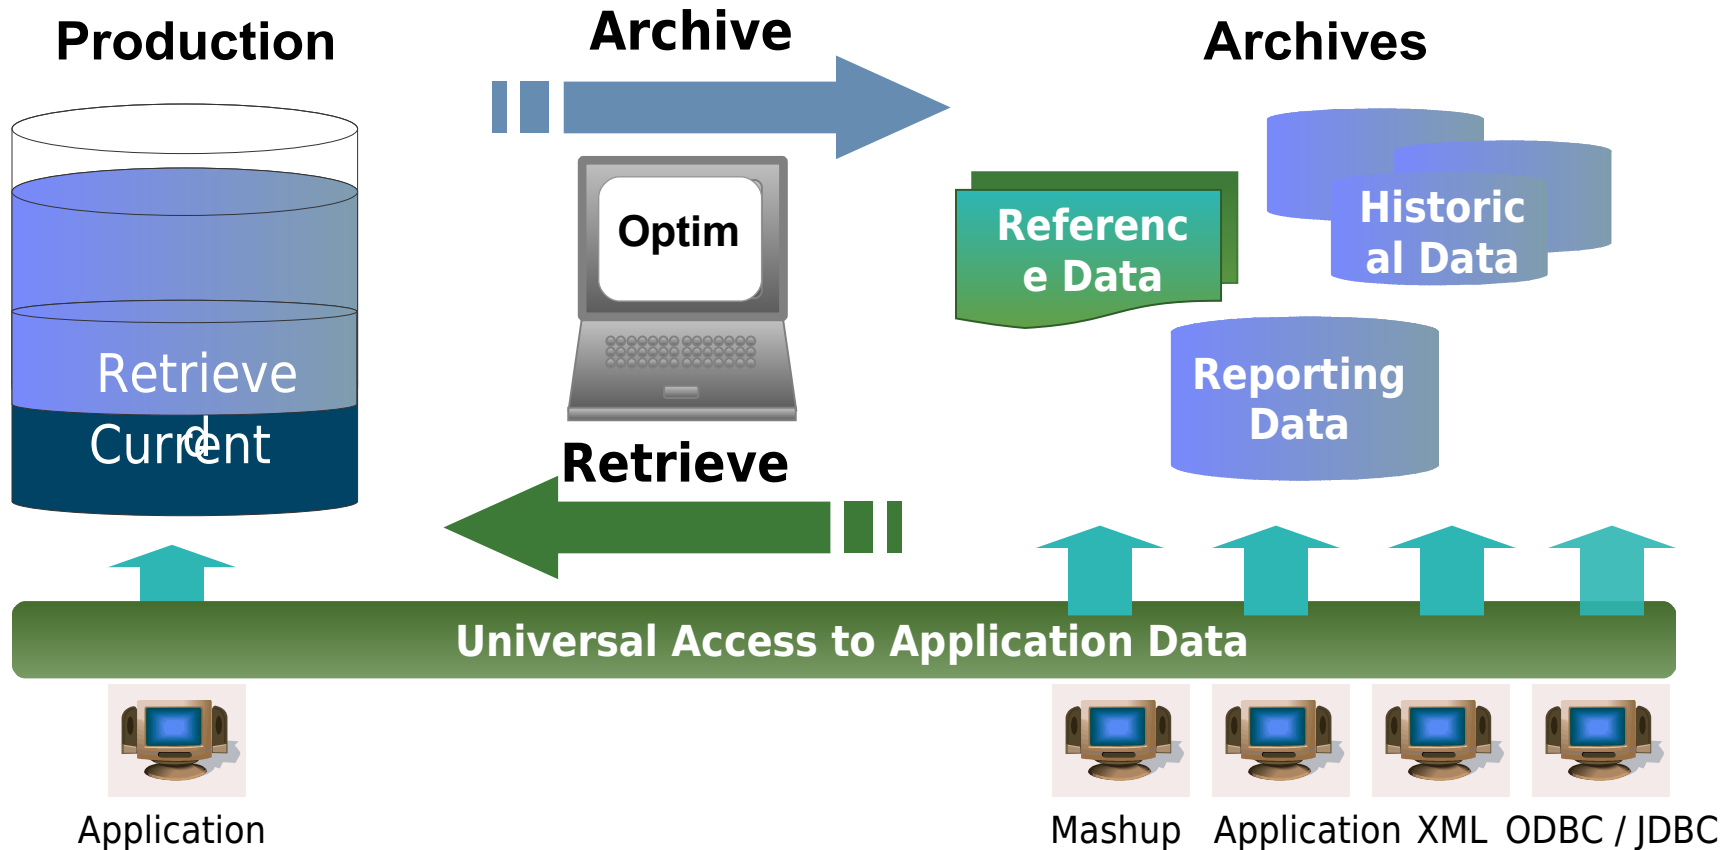 Production
Archive
Archives
Optim
Referenc
e Data
Historic
al Data
Reporting
Data
Retrieve
d
Current
Retrieve
Universal Access to Application Data
Application
Mashup
Application
XML
ODBC / JDBC